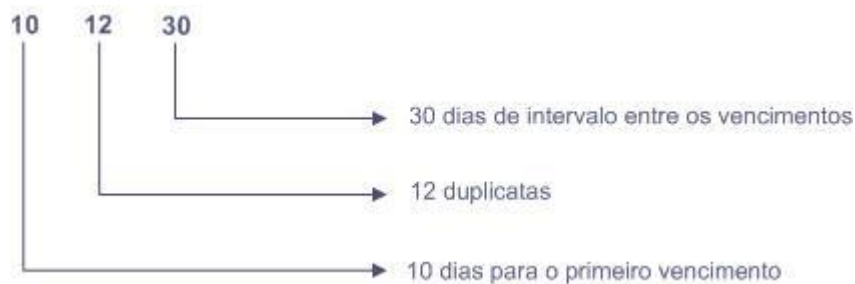 10 12 30
30 dias de intervalo entre os vencimentos
12 duplicatas
10 dias para o primeiro vencimento